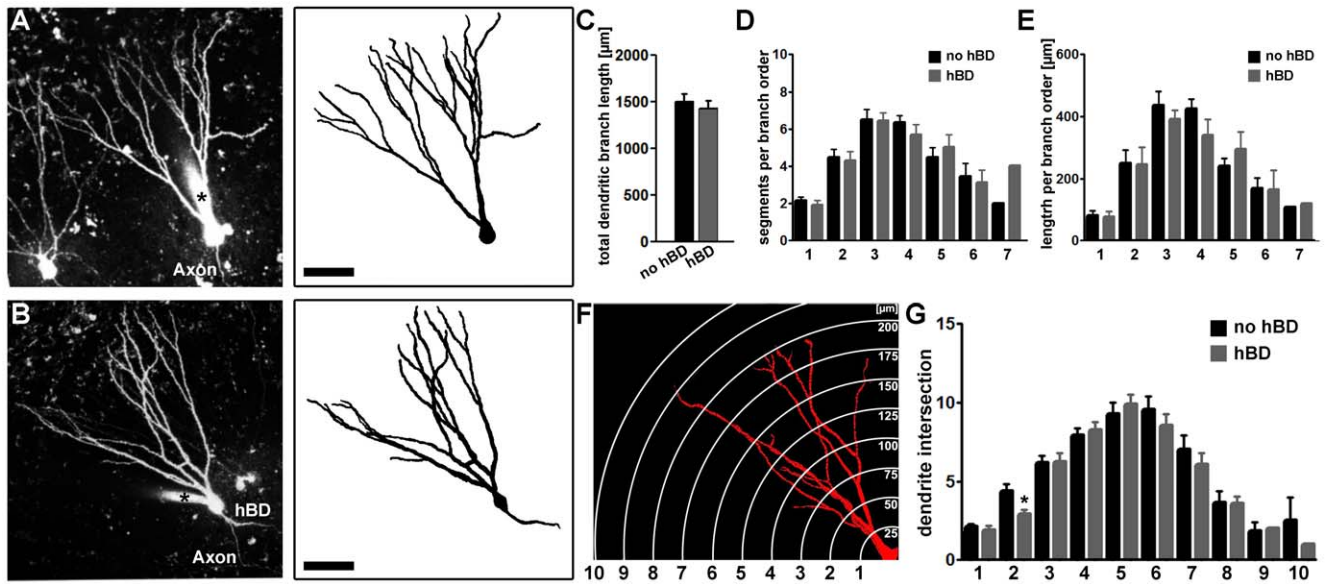 A
*
Axon
B
*
hBD
Axon
C
total dendritic branch length [µm]
2000
1500
1000
500
0
no hBD
hBD
D
segments per branch order
10
8
6
4
2
0
no hBD
hBD
1 2 3 4 5 6 7
E
lengtrh per branch order [µm]
600
400
200
0
no hBD
hBD
1 2 3 4 5 6 7
F
[µm]
200
175
150
125
100
75
50
25
10 9 8 7 6 5 4 3 2 1
G
dendrite intersection
15
10
5
0
no hBD
hBD
*
1 2 3 4 5 6 7 8 9 10